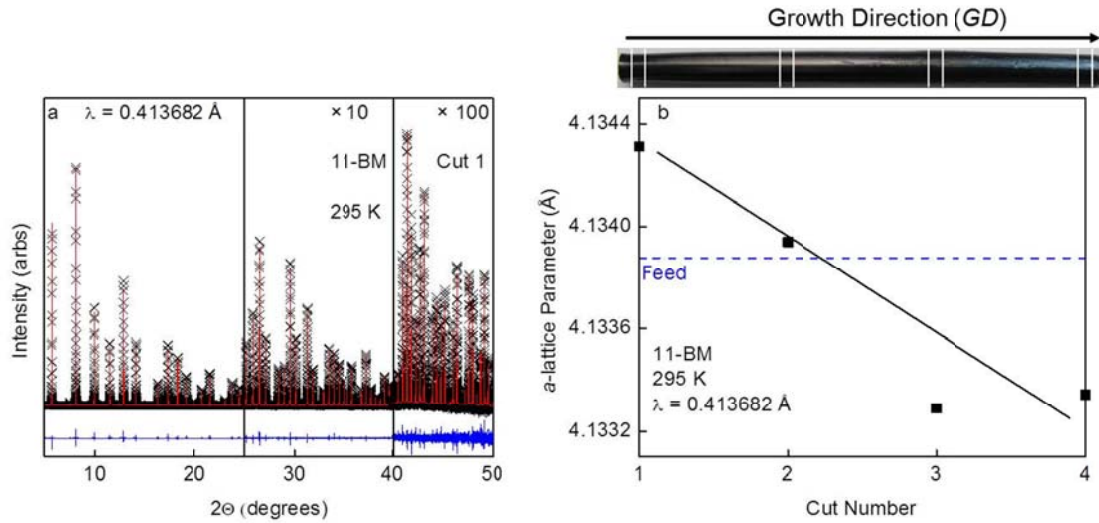 Growth Direction (GD)
a
λ = 0.413682 Å
× 10
× 100
11-BM
Cut 1
295 K
Intensity (arbs)
10
20
30
40
50
2Θ (degrees)
b
4.1344
4.1340
4.1336
4.1332
a-lattice Parameter (Å)
Feed
11-BM
295 K
λ = 0.413682 Å
1
2
3
4
Cut Number